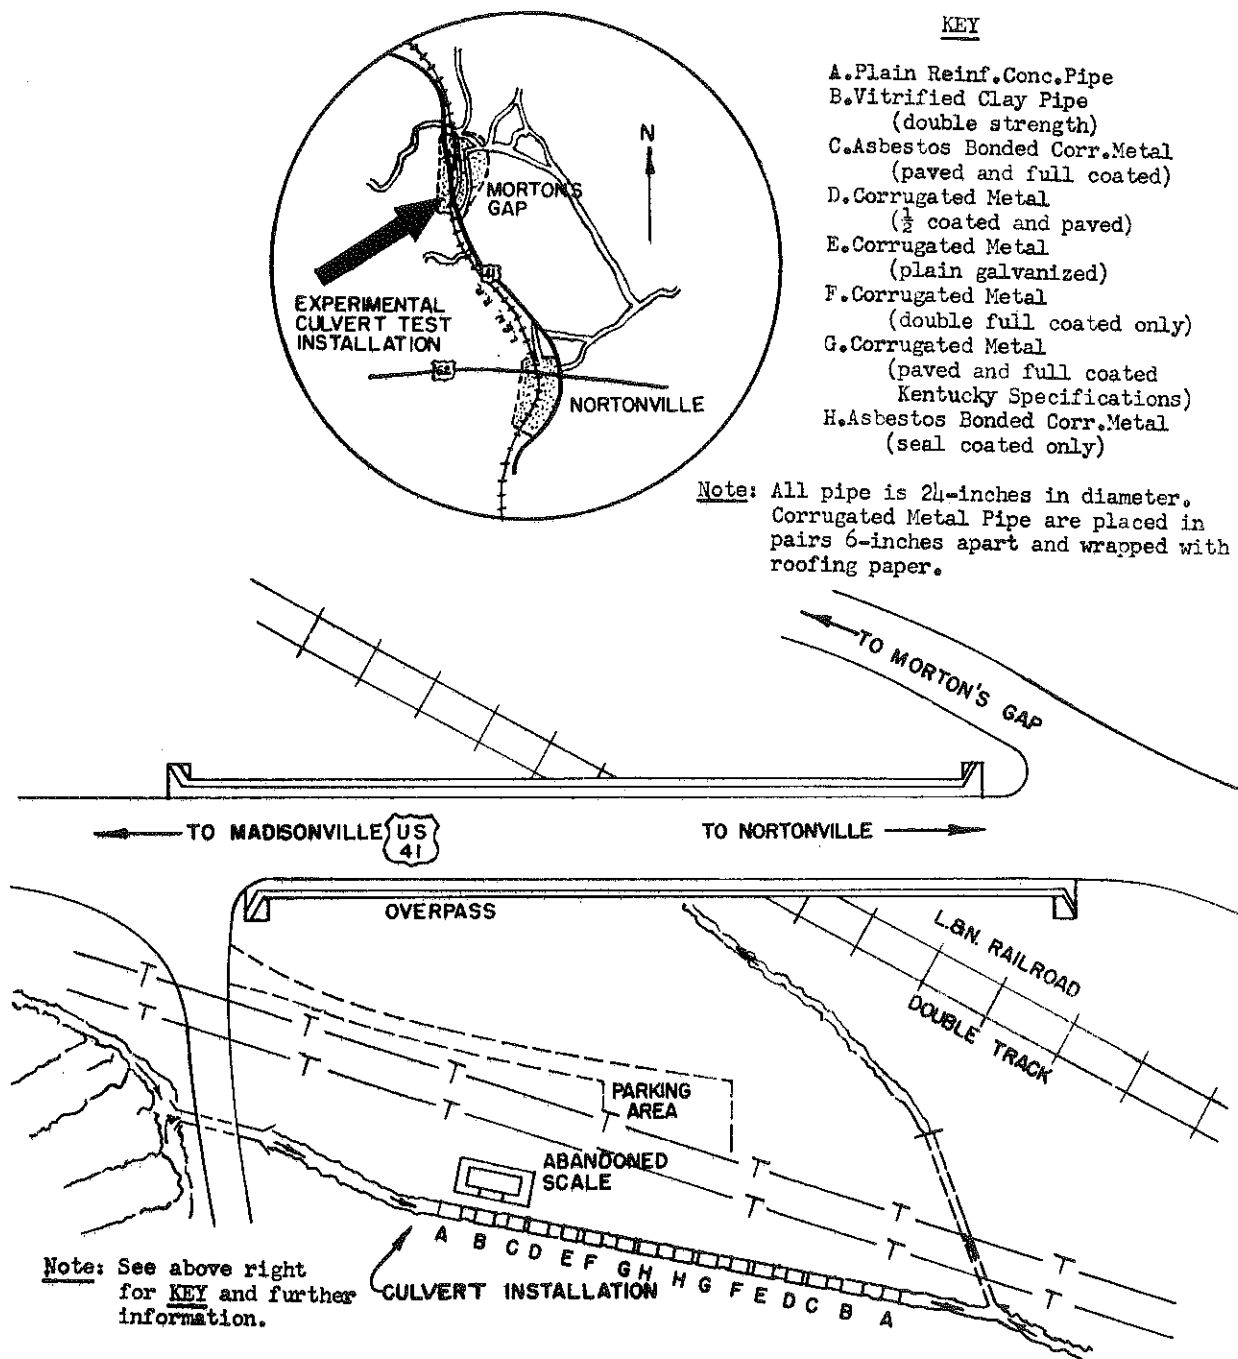 KEY
A.Plain Reinf.Conc.Pipe
B.Vitrified Clay Pipe
(double strength)
C.Asbestos Bonded Corr.Metal
(paved and full coated)
D.Corrugated Metal
(½ coated and paved)
E.Corrugated Metal
(plain galvanized)
F.Corrugated Metal
(double full coated only)
G.Corrugated Metal
(paved and full coated
Kentucky Specifications)
H.Asbestos Bonded Corr.Metal
(seal coated only)
Note: All pipe is 24-inches in diameter.
Corrugated Metal Pipe are placed in
pairs 6-inches apart and wrapped with
roofing paper.
N
MORTON'S
GAP
41
L.&N. R.R.
EXPERIMENTAL
CULVERT TEST
INSTALLATION
62
NORTONVILLE
TO MORTON'S GAP
TO MADISONVILLE
US
41
TO NORTONVILLE
OVERPASS
L.&N. RAILROAD
DOUBLE TRACK
T T T T T T T
T T T T T T T
PARKING
AREA
ABANDONED
SCALE
A B C D E F G H H G F E D C B A
CULVERT INSTALLATION
Note: See above right
for KEY and further
information.